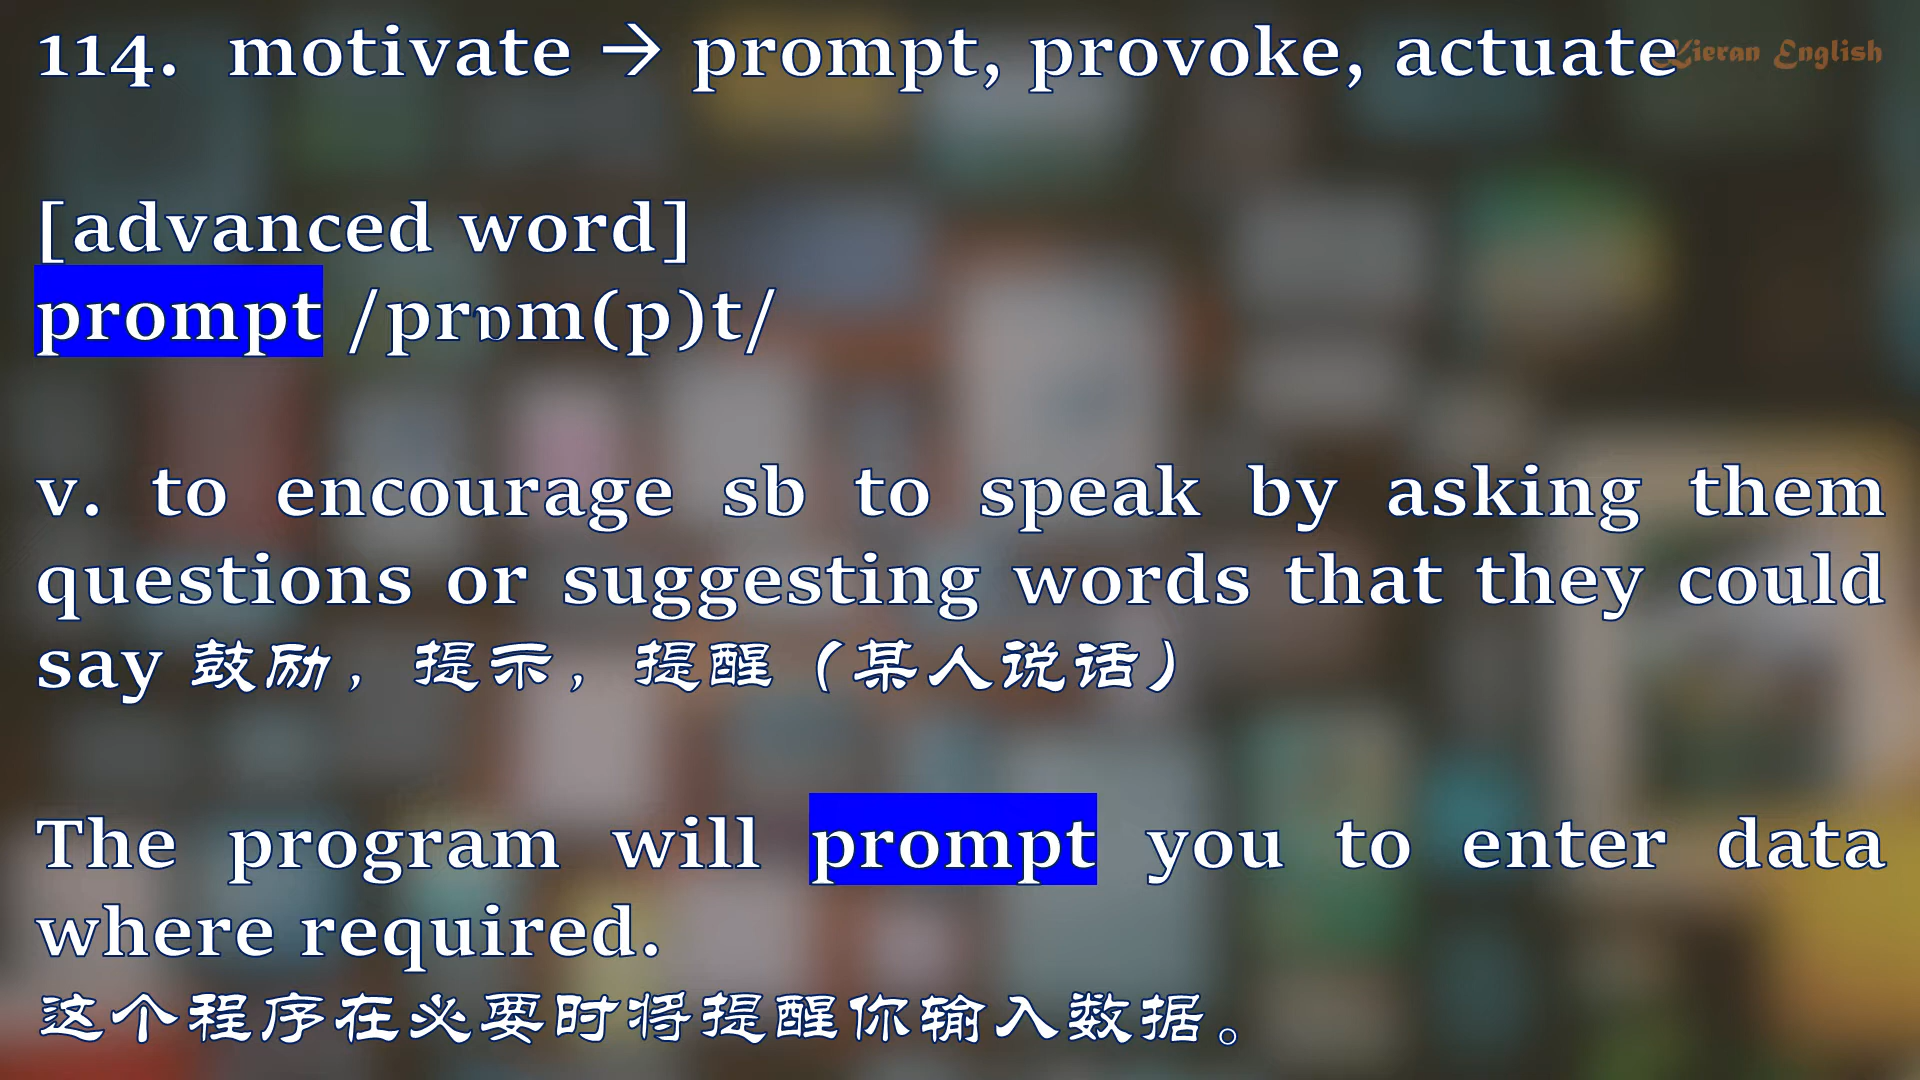 114. motivate → prompt, provoke, actuate
Kieran English
[advanced word]
prompt /prɒm(p)t/
v. to encourage sb to speak by asking them
questions or suggesting words that they could
say 鼓励，提示，提醒（某人说话）
The program will prompt you to enter data
where required.
这个程序在必要时将提醒你输入数据。